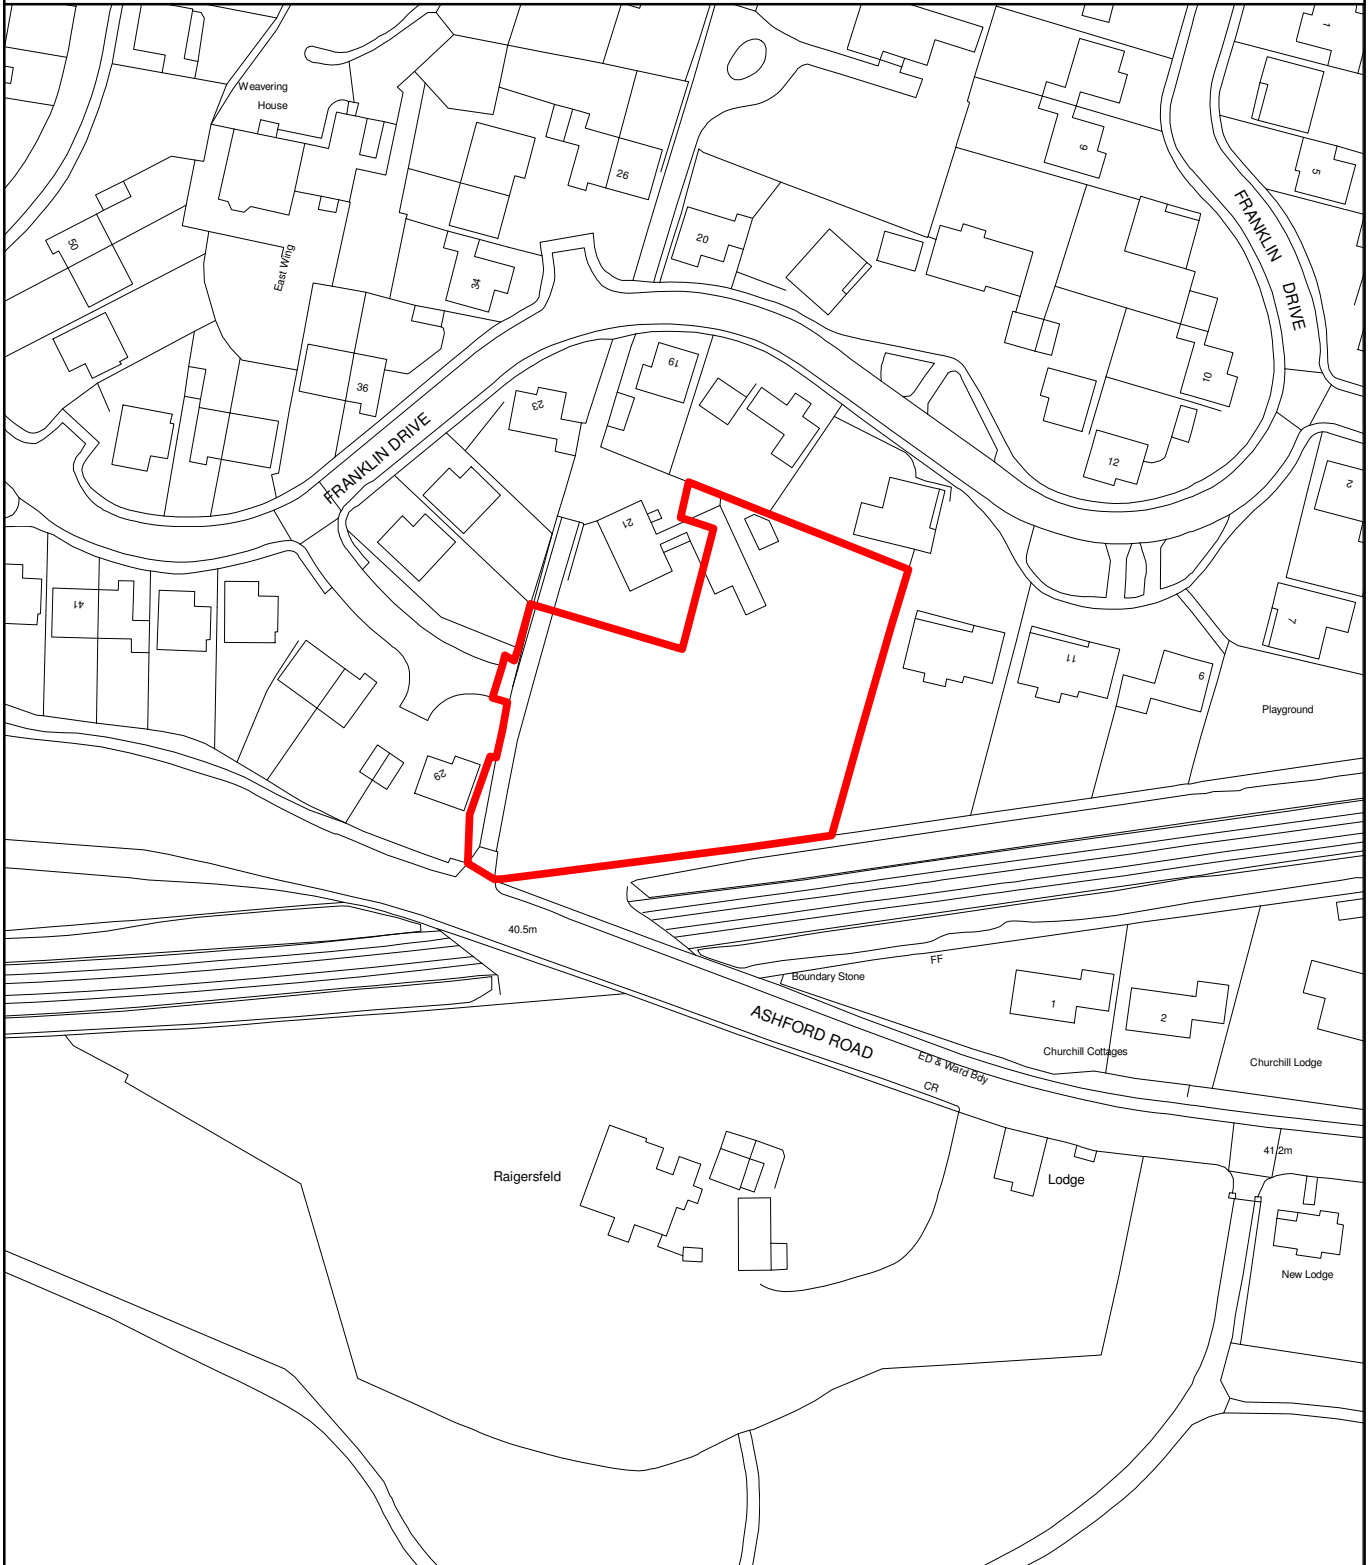 1
Weavering
House
9
5
26
FRANKLIN
DRIVE
20
50
East Wing
34
19
36
10
23
FRANKLIN DRIVE
12
2
21
41
7
11
9
Playground
29
40.5m
FF
Boundary Stone
1
2
ASHFORD ROAD
Churchill Cottages
Churchill Lodge
ED & Ward Bdy
CR
41.2m
Raigersfeld
Lodge
New Lodge